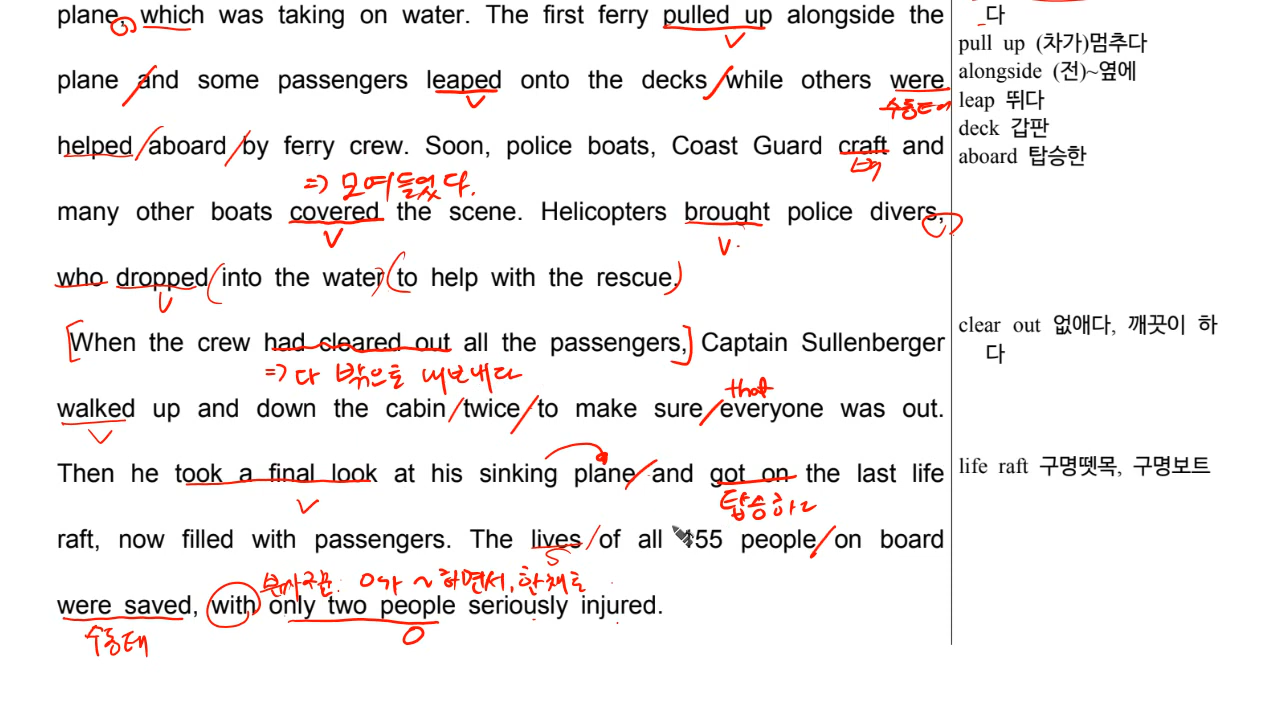 plane, which was taking on water. The first ferry pulled up alongside the
다
pull up (차가)멈추다
plane and some passengers leaped onto the decks while others were
alongside (전)~옆에
leap 뛰다
수동태
helped aboard by ferry crew. Soon, police boats, Coast Guard craft and
deck 갑판
aboard 탑승한
배
=> 모여들었다.
many other boats covered the scene. Helicopters brought police divers,
V
V
who dropped into the water to help with the rescue.
V
When the crew had cleared out all the passengers, Captain Sullenberger
clear out 없애다, 깨끗이 하
다
=> 다 밖으로 내보내다
that
walked up and down the cabin twice to make sure everyone was out.
V
Then he took a final look at his sinking plane and got on the last life
life raft 구명뗏목, 구명보트
V
탑승하고
raft, now filled with passengers. The lives of all 155 people on board
S
분사구문. O가 ~하면서, 한채로
were saved, with only two people seriously injured.
수동태
O